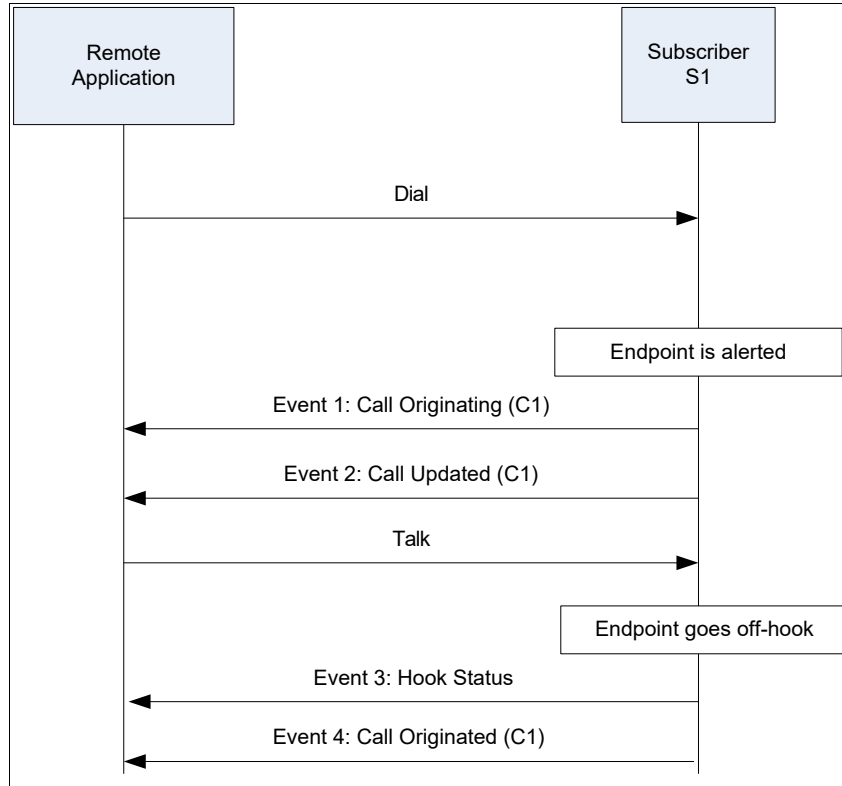 Remote
Application
Subscriber
S1
Dial
Endpoint is alerted
Event 1: Call Originating (C1)
Event 2: Call Updated (C1)
Talk
Endpoint goes off-hook
Event 3: Hook Status
Event 4: Call Originated (C1)